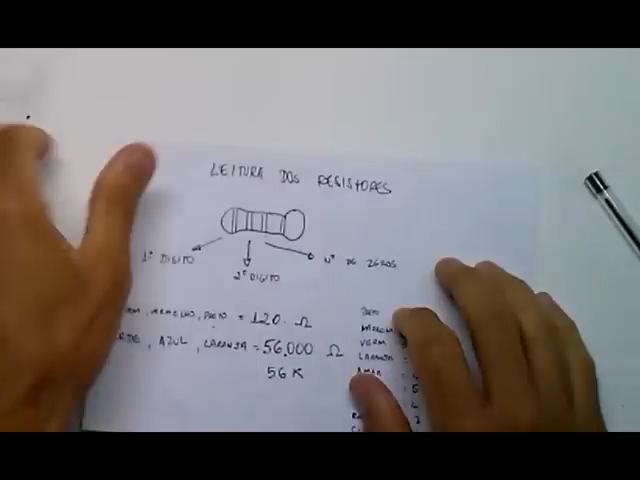 LEITURA DOS RESISTORES
1º DIGITO
2º DIGITO
Nº DE ZEROS
, PRETO = 120 Ω
, AZUL, LARANJA = 56.000 Ω
56 K
PRETO
MARROM
VERM
LARANJA
AMAR